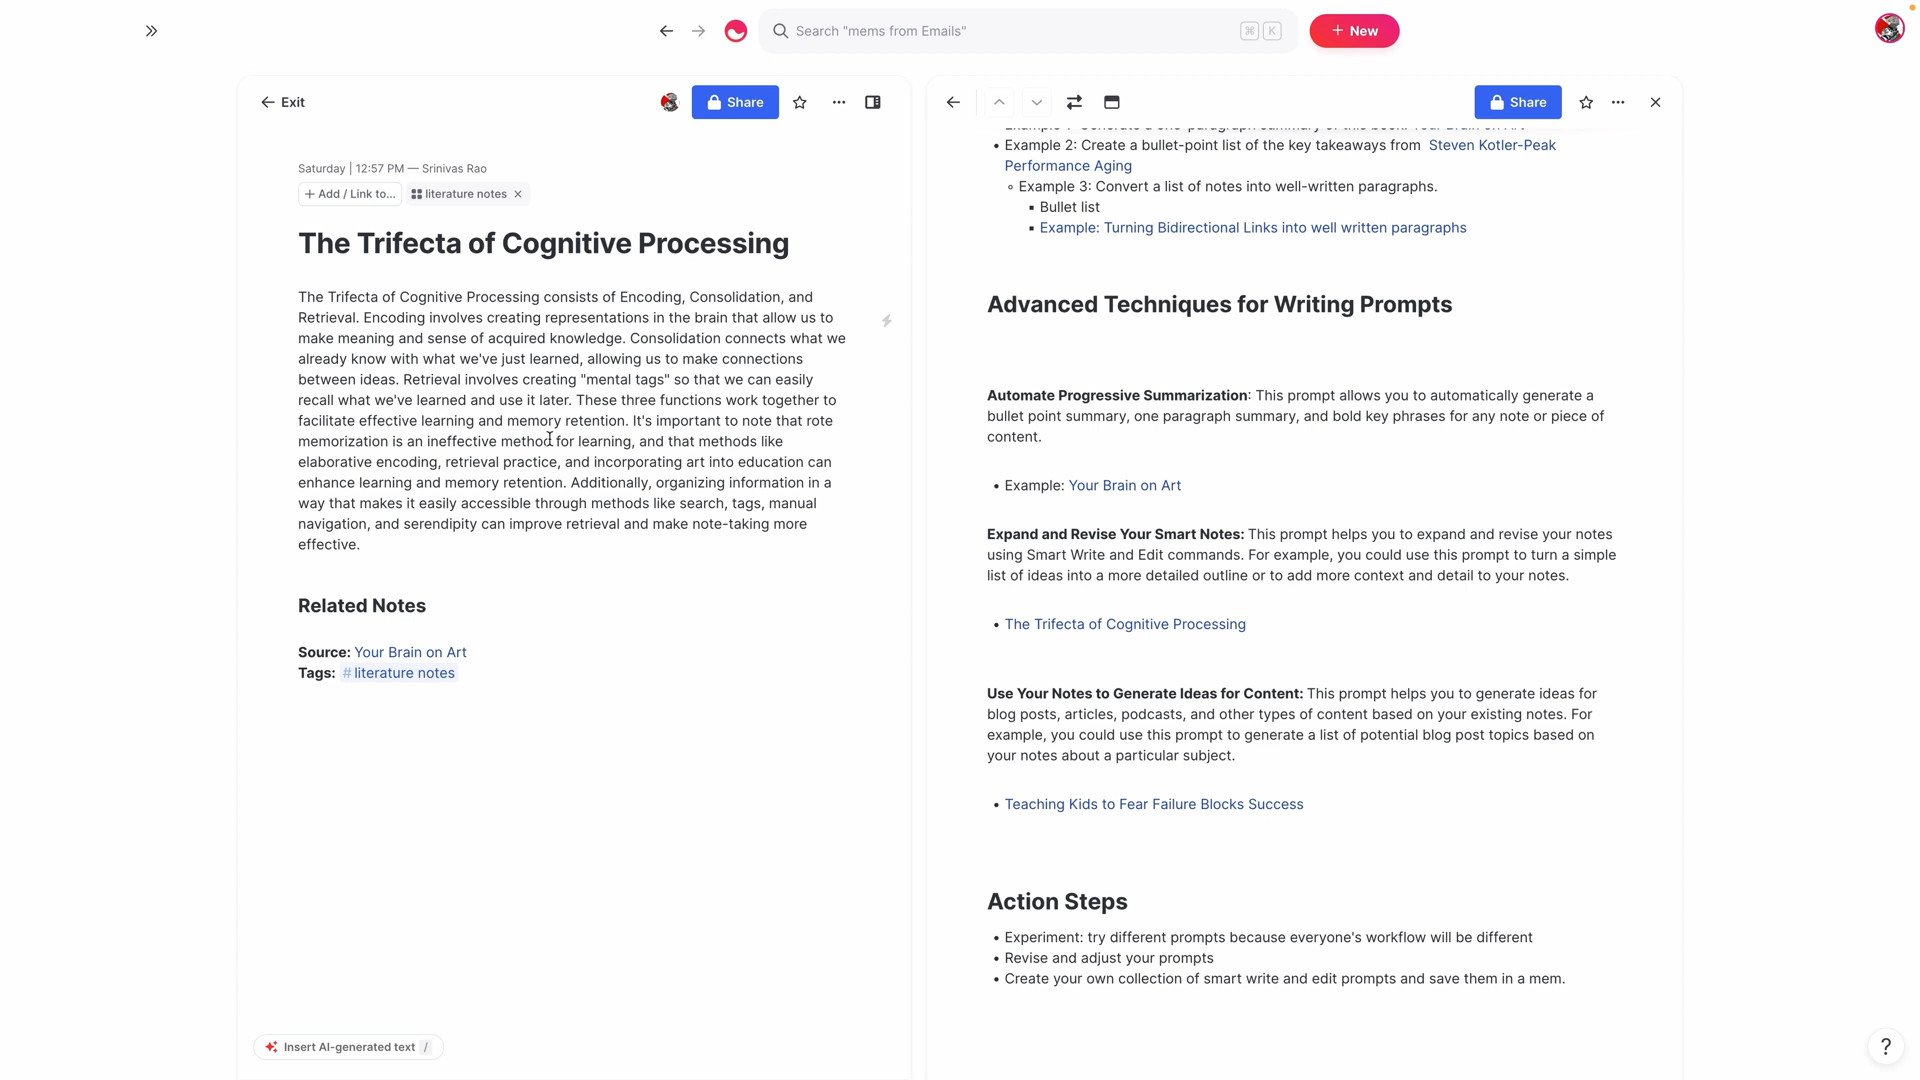 Search "mems from Emails"
⌘ K
+ New
Exit
Share
Saturday | 12:57 PM — Srinivas Rao
+ Add / Link to...
literature notes ×
The Trifecta of Cognitive Processing
The Trifecta of Cognitive Processing consists of Encoding, Consolidation, and
Retrieval. Encoding involves creating representations in the brain that allow us to
make meaning and sense of acquired knowledge. Consolidation connects what we
already know with what we've just learned, allowing us to make connections
between ideas. Retrieval involves creating "mental tags" so that we can easily
recall what we've learned and use it later. These three functions work together to
facilitate effective learning and memory retention. It's important to note that rote
memorization is an ineffective method for learning, and that methods like
elaborative encoding, retrieval practice, and incorporating art into education can
enhance learning and memory retention. Additionally, organizing information in a
way that makes it easily accessible through methods like search, tags, manual
navigation, and serendipity can improve retrieval and make note-taking more
effective.
Related Notes
Source: Your Brain on Art
Tags: #literature notes
Insert AI-generated text /
Share
Example 1: Generate a one-paragraph summary of this book: Your Brain on Art
• Example 2: Create a bullet-point list of the key takeaways from Steven Kotler-Peak
Performance Aging
◦ Example 3: Convert a list of notes into well-written paragraphs.
▪ Bullet list
▪ Example: Turning Bidirectional Links into well written paragraphs
Advanced Techniques for Writing Prompts
Automate Progressive Summarization: This prompt allows you to automatically generate a
bullet point summary, one paragraph summary, and bold key phrases for any note or piece of
content.
• Example: Your Brain on Art
Expand and Revise Your Smart Notes: This prompt helps you to expand and revise your notes
using Smart Write and Edit commands. For example, you could use this prompt to turn a simple
list of ideas into a more detailed outline or to add more context and detail to your notes.
• The Trifecta of Cognitive Processing
Use Your Notes to Generate Ideas for Content: This prompt helps you to generate ideas for
blog posts, articles, podcasts, and other types of content based on your existing notes. For
example, you could use this prompt to generate a list of potential blog post topics based on
your notes about a particular subject.
• Teaching Kids to Fear Failure Blocks Success
Action Steps
• Experiment: try different prompts because everyone's workflow will be different
• Revise and adjust your prompts
• Create your own collection of smart write and edit prompts and save them in a mem.
?